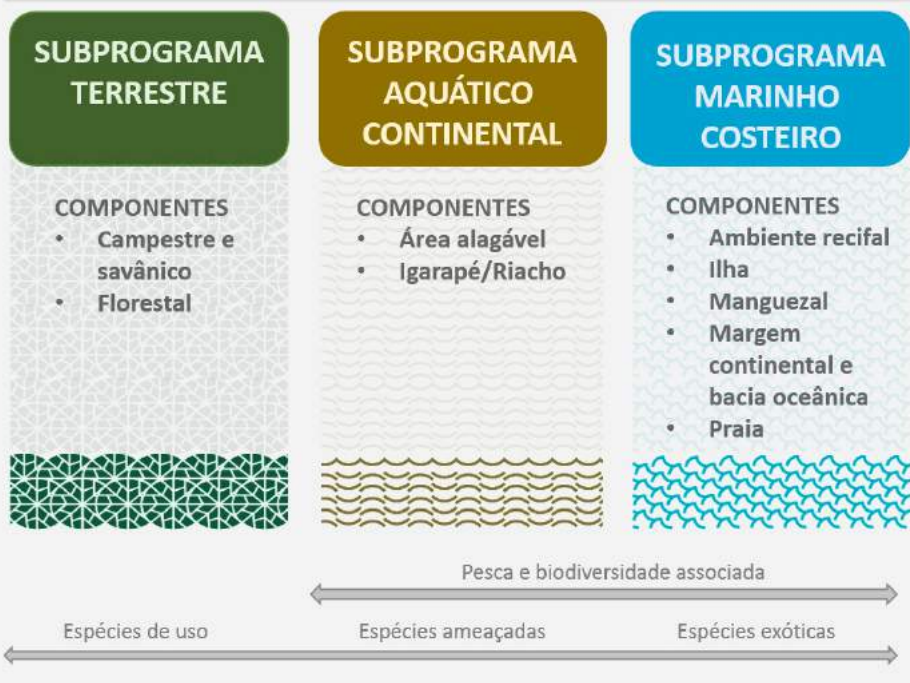 SUBPROGRAMA
TERRESTRE
COMPONENTES
• Campestre e
savânico
• Florestal
SUBPROGRAMA
AQUÁTICO
CONTINENTAL
COMPONENTES
• Área alagável
• Igarapé/Riacho
SUBPROGRAMA
MARINHO
COSTEIRO
COMPONENTES
• Ambiente recifal
• Ilha
• Manguezal
• Margem
continental e
bacia oceânica
• Praia
Pesca e biodiversidade associada
Espécies de uso Espécies ameaçadas Espécies exóticas